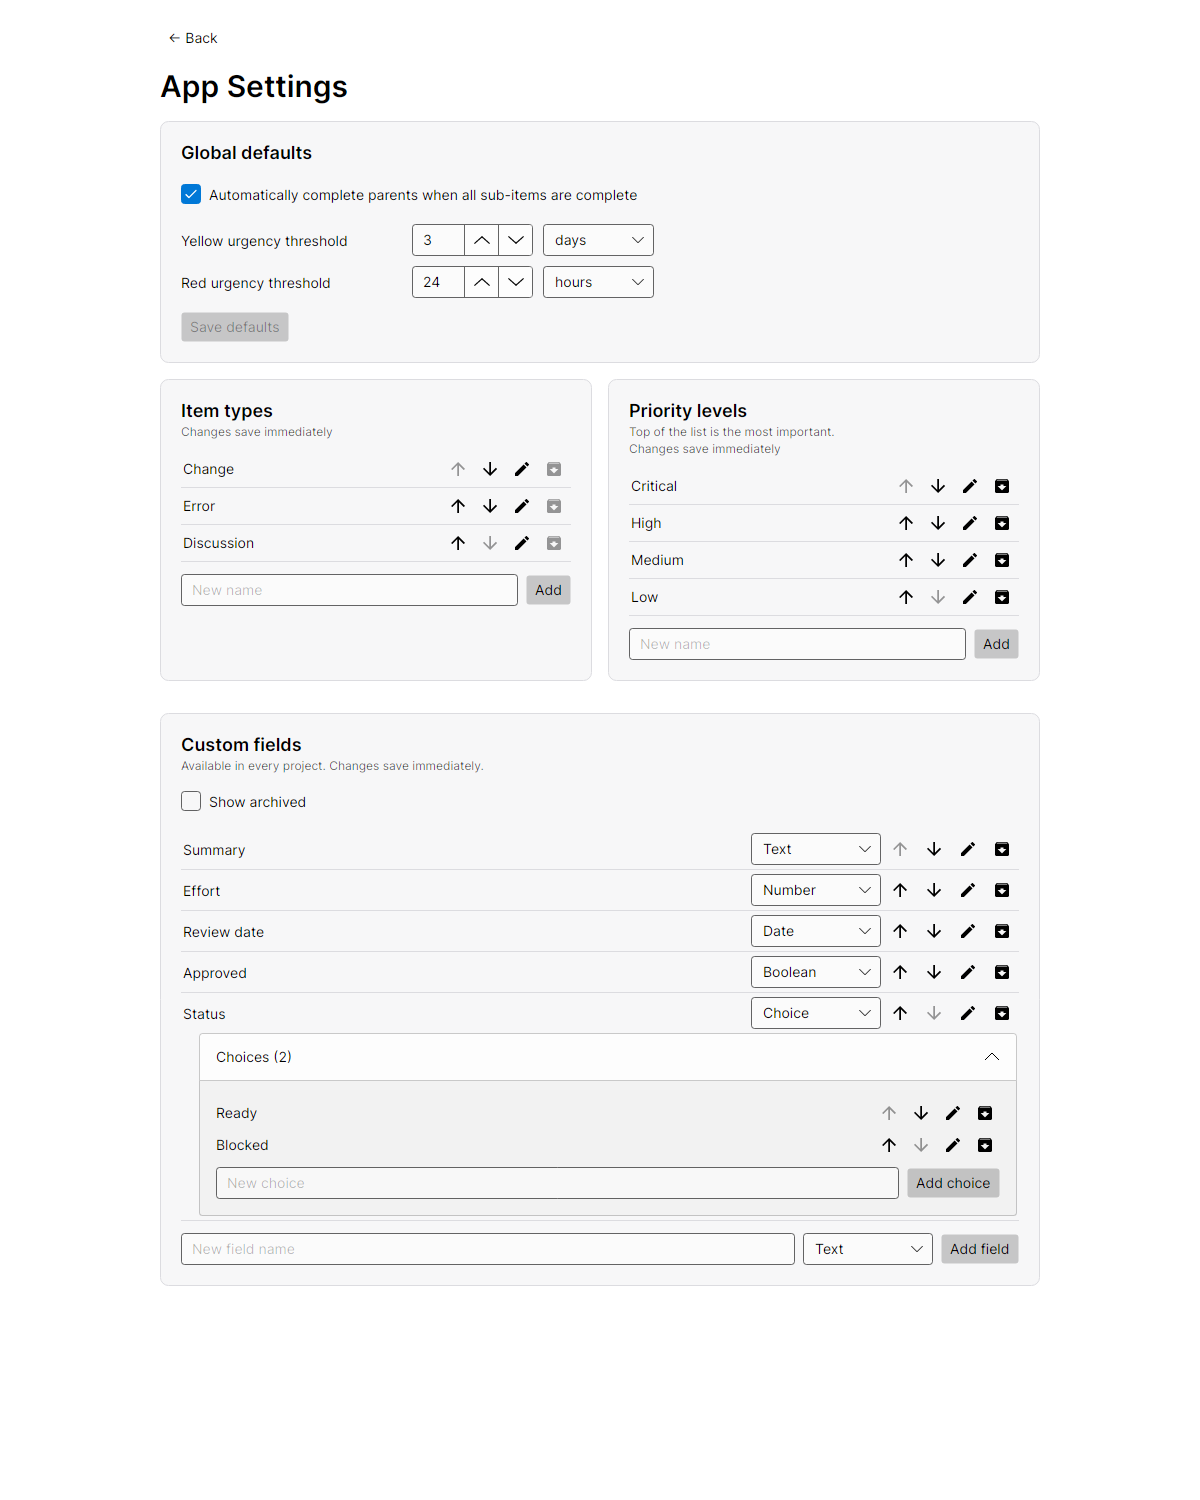 ← Back
App Settings
Global defaults
Automatically complete parents when all sub-items are complete
Yellow urgency threshold 3 days
Red urgency threshold 24 hours
Save defaults
Item types
Changes save immediately
Change
Error
Discussion
New name Add
Priority levels
Top of the list is the most important.
Changes save immediately
Critical
High
Medium
Low
New name Add
Custom fields
Available in every project. Changes save immediately.
Show archived
Summary Text
Effort Number
Review date Date
Approved Boolean
Status Choice
Choices (2)
Ready
Blocked
New choice Add choice
New field name Text Add field